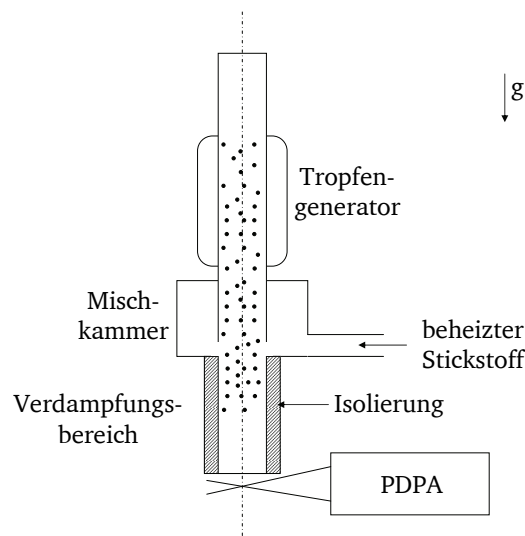 g
Tropfen-
generator
Misch-
kammer
beheizter
Stickstoff
Verdampfungs-
bereich
Isolierung
PDPA